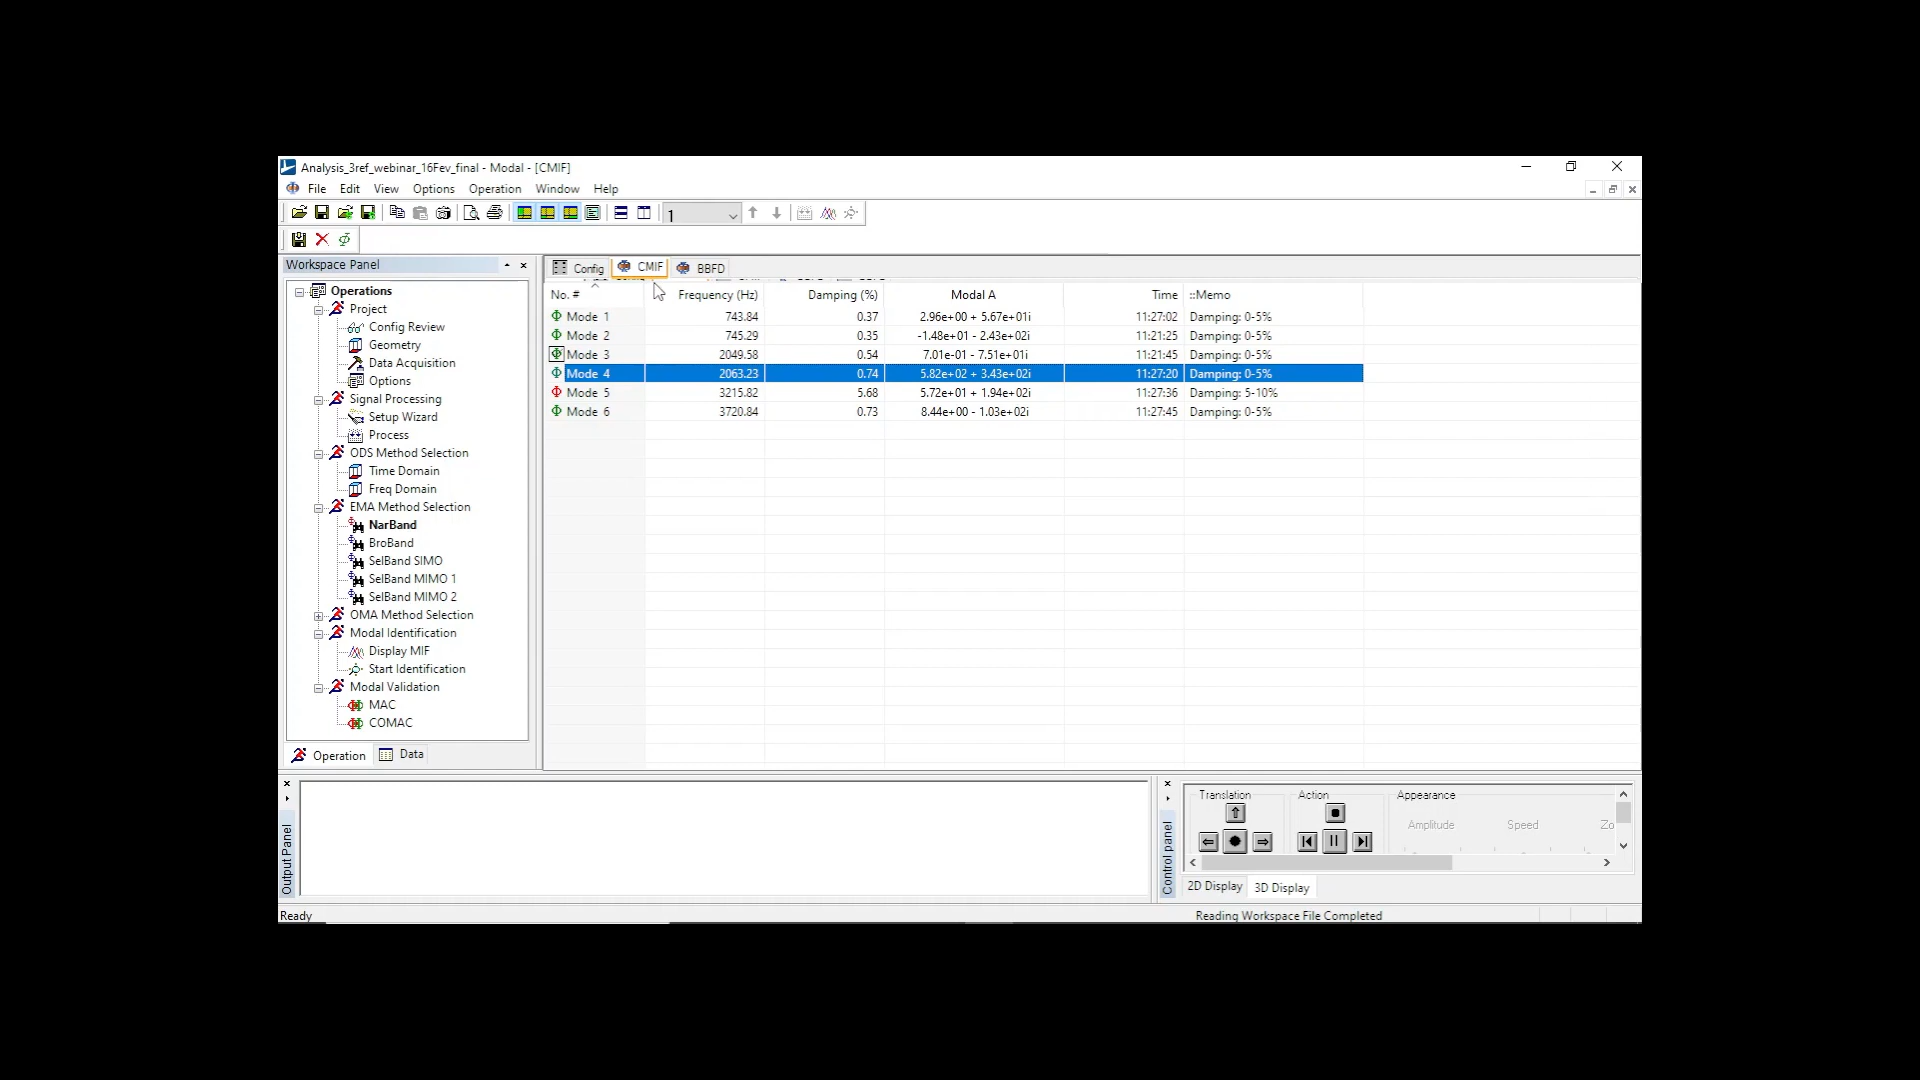 Analysis_3ref_webinar_16Fev_final - Modal - [CMIF]
File Edit View Options Operation Window Help
1
Workspace Panel
Config CMIF BBFD
Operations
Project
Config Review
Geometry
Data Acquisition
Options
Signal Processing
Setup Wizard
Process
ODS Method Selection
Time Domain
Freq Domain
EMA Method Selection
NarBand
BroBand
SelBand SIMO
SelBand MIMO 1
SelBand MIMO 2
OMA Method Selection
Modal Identification
Display MIF
Start Identification
Modal Validation
MAC
COMAC
Operation Data
No. # Frequency (Hz) Damping (%) Modal A Time ::Memo
Mode 1 743.84 0.37 2.96e+00 + 5.67e+01i 11:27:02 Damping: 0-5%
Mode 2 745.29 0.35 -1.48e+01 - 2.43e+02i 11:21:25 Damping: 0-5%
Mode 3 2049.58 0.54 7.01e-01 - 7.51e+01i 11:21:45 Damping: 0-5%
Mode 4 2063.23 0.74 5.82e+02 + 3.43e+02i 11:27:20 Damping: 0-5%
Mode 5 3215.82 5.68 5.72e+01 + 1.94e+02i 11:27:36 Damping: 5-10%
Mode 6 3720.84 0.73 8.44e+00 - 1.03e+02i 11:27:45 Damping: 0-5%
Output Panel
Control panel
Translation Action Appearance
Amplitude Speed Zo
2D Display 3D Display
Ready
Reading Workspace File Completed